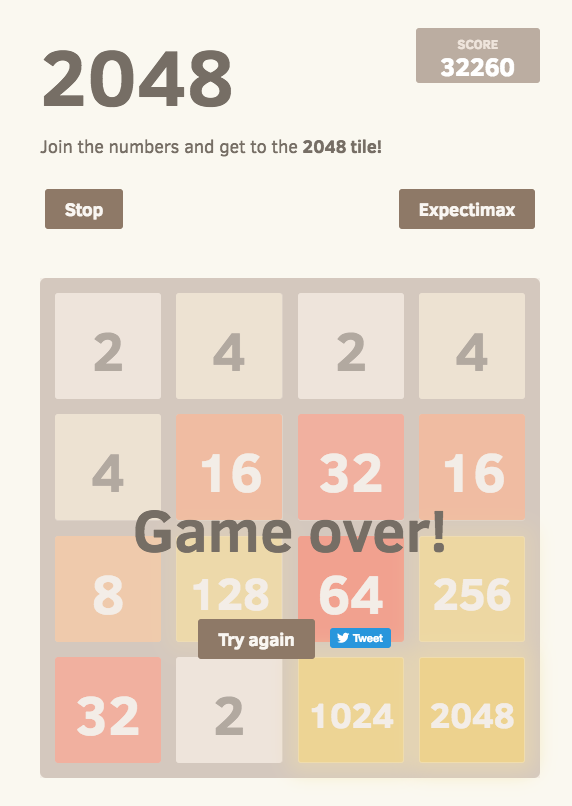 2048
SCORE
32260
Join the numbers and get to the 2048 tile!
Stop
Expectimax
2 4 2 4
4 16 32 16
Game over!
8 128 64 256
Try again
Tweet
32 2 1024 2048